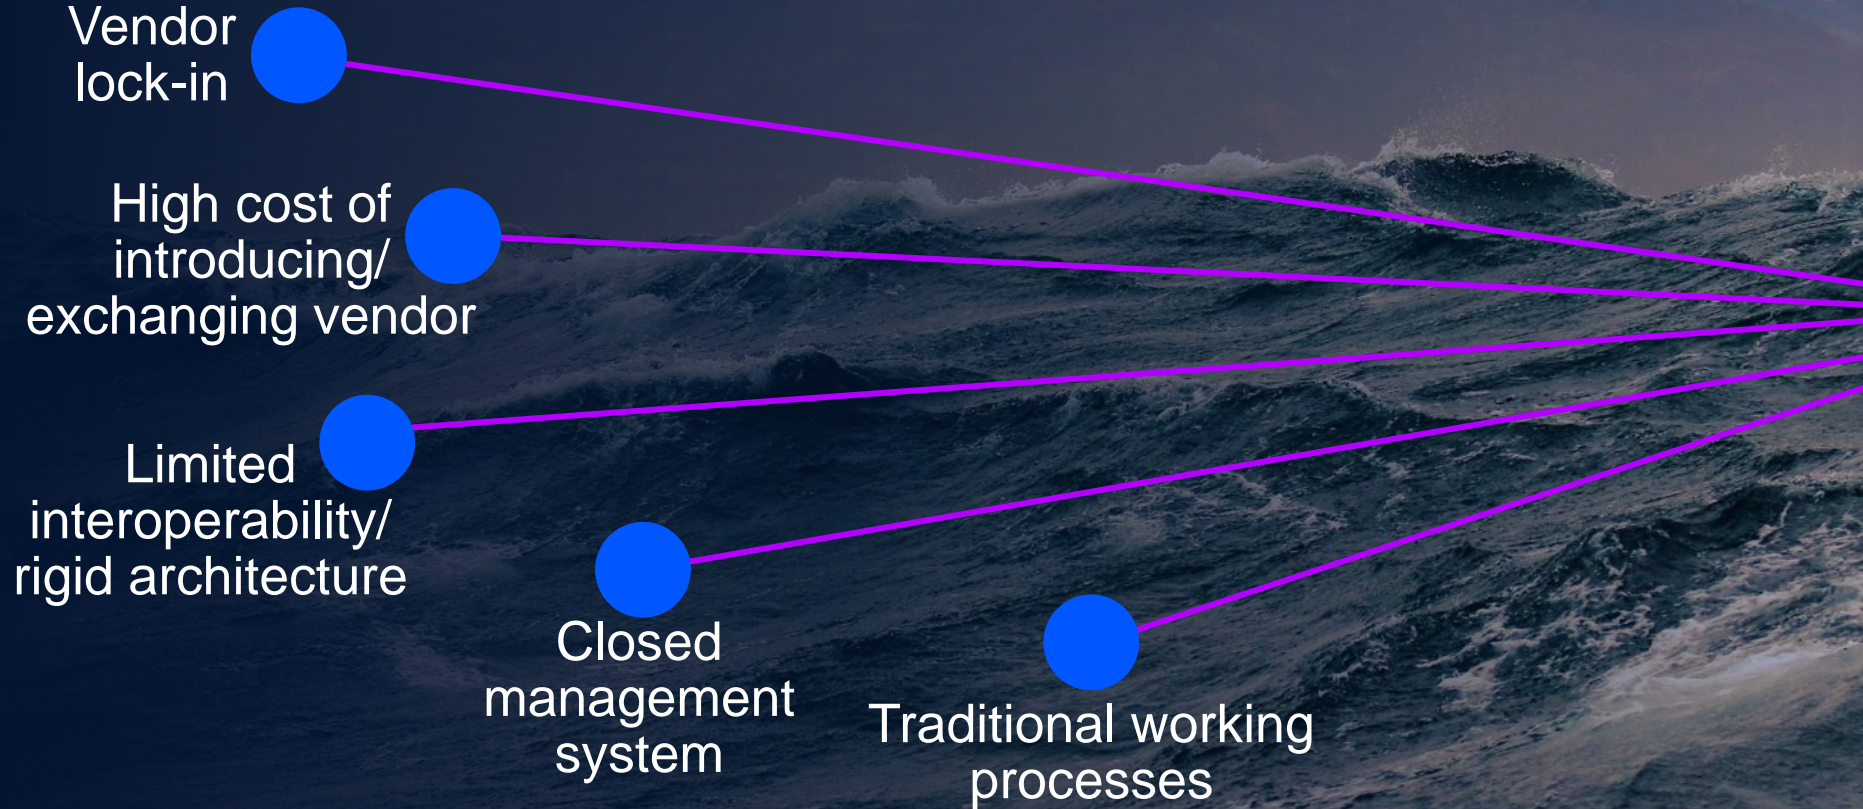 Vendor
lock-in
High cost of
introducing/
exchanging vendor
Limited
interoperability/
rigid architecture
Closed
management
system
Traditional working
processes